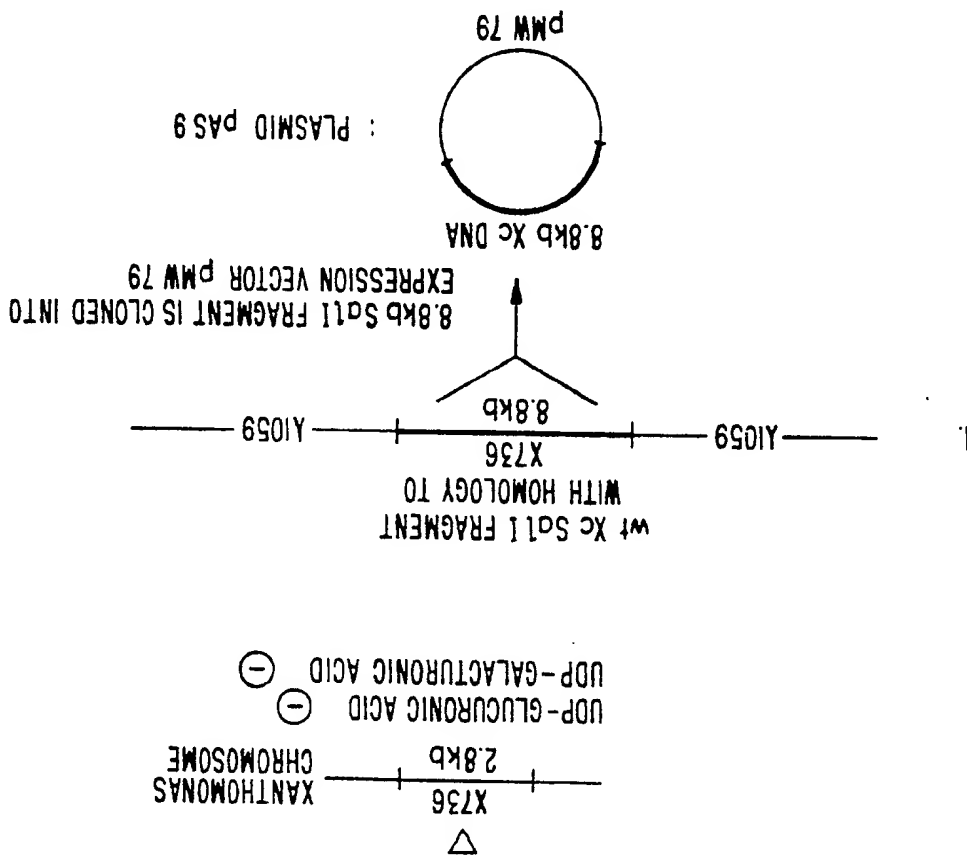 X736
2.8kb
XANTHOMONAS
CHROMOSOME
UDP-GLUCURONIC ACID ⊖
UDP-GALACTURONIC ACID ⊖
wt Xc SalI FRAGMENT
WITH HOMOLOGY TO
X736
λ1059
8.8kb
λ1059
8.8kb SalI FRAGMENT IS CLONED INTO
EXPRESSION VECTOR pMW 79
8.8kb Xc DNA
: PLASMID pAS 9
pMW 79